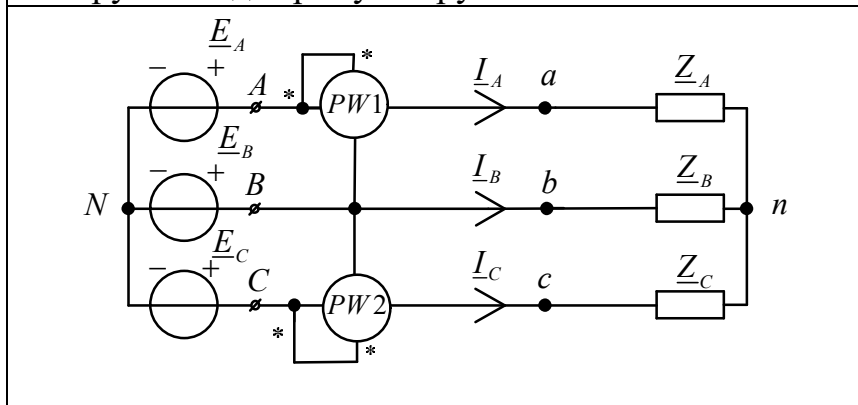 E_A
− + A * * PW1 I_A a Z_A
E_B
− + B I_B b Z_B
N n
E_C
− + C PW2 I_C c Z_C
* *